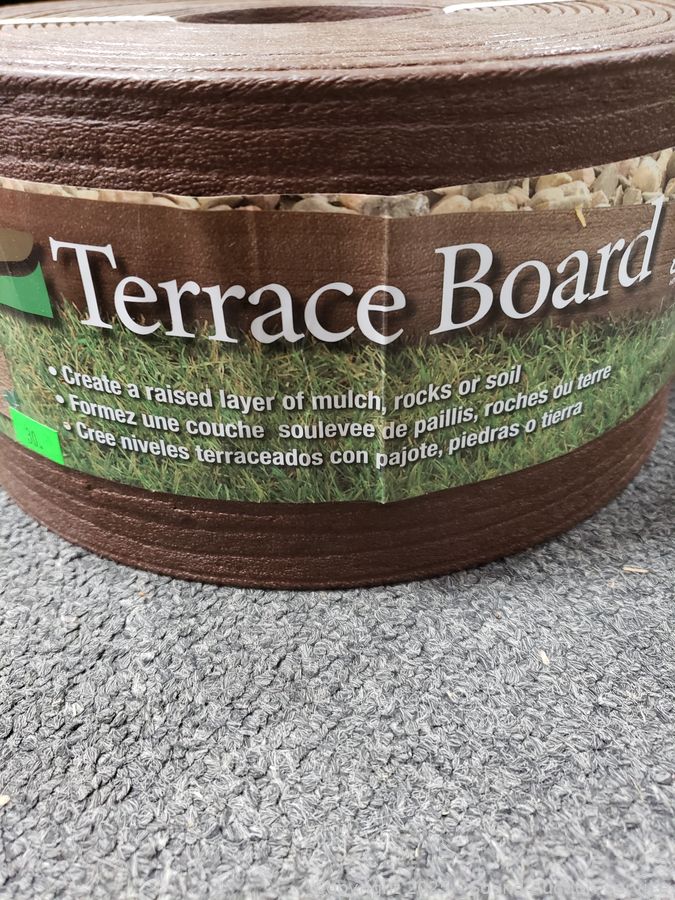 Terrace Board
• Create a raised layer of mulch, rocks or soil
• Formez une couche soulevee de paillis, roches ou terre
• Cree niveles terraceados con pajote, piedras o tierra
30